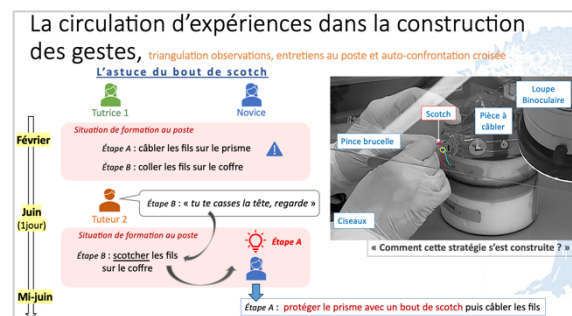 La circulation d'expériences dans la construction
des gestes, triangulation observations, entretiens au poste et auto-confrontation croisée
L'astuce du bout de scotch
Tutrice 1
Novice
Février
Situation de formation au poste
Étape A : câbler les fils sur le prisme
Étape B : coller les fils sur le coffre
Juin
(1jour)
Tuteur 2
Étape B : « tu te casses la tête, regarde »
Situation de formation au poste
Étape B : scotcher les fils
sur le coffre
Étape A
Mi-juin
Étape A : protéger le prisme avec un bout de scotch puis câbler les fils
Loupe
Binoculaire
Scotch
Pièce à
câbler
Pince brucelle
Ciseaux
« Comment cette stratégie s'est construite ? »